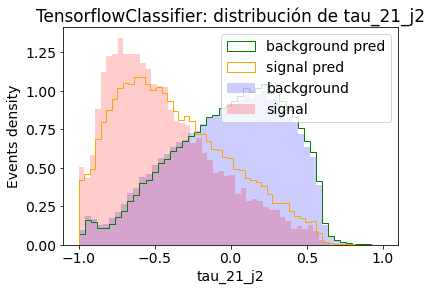 TensorflowClassifier: distribución de tau_21_j2
background pred
signal pred
background
signal
Events density
1.25
1.00
0.75
0.50
0.25
0.00
−1.0 −0.5 0.0 0.5 1.0
tau_21_j2